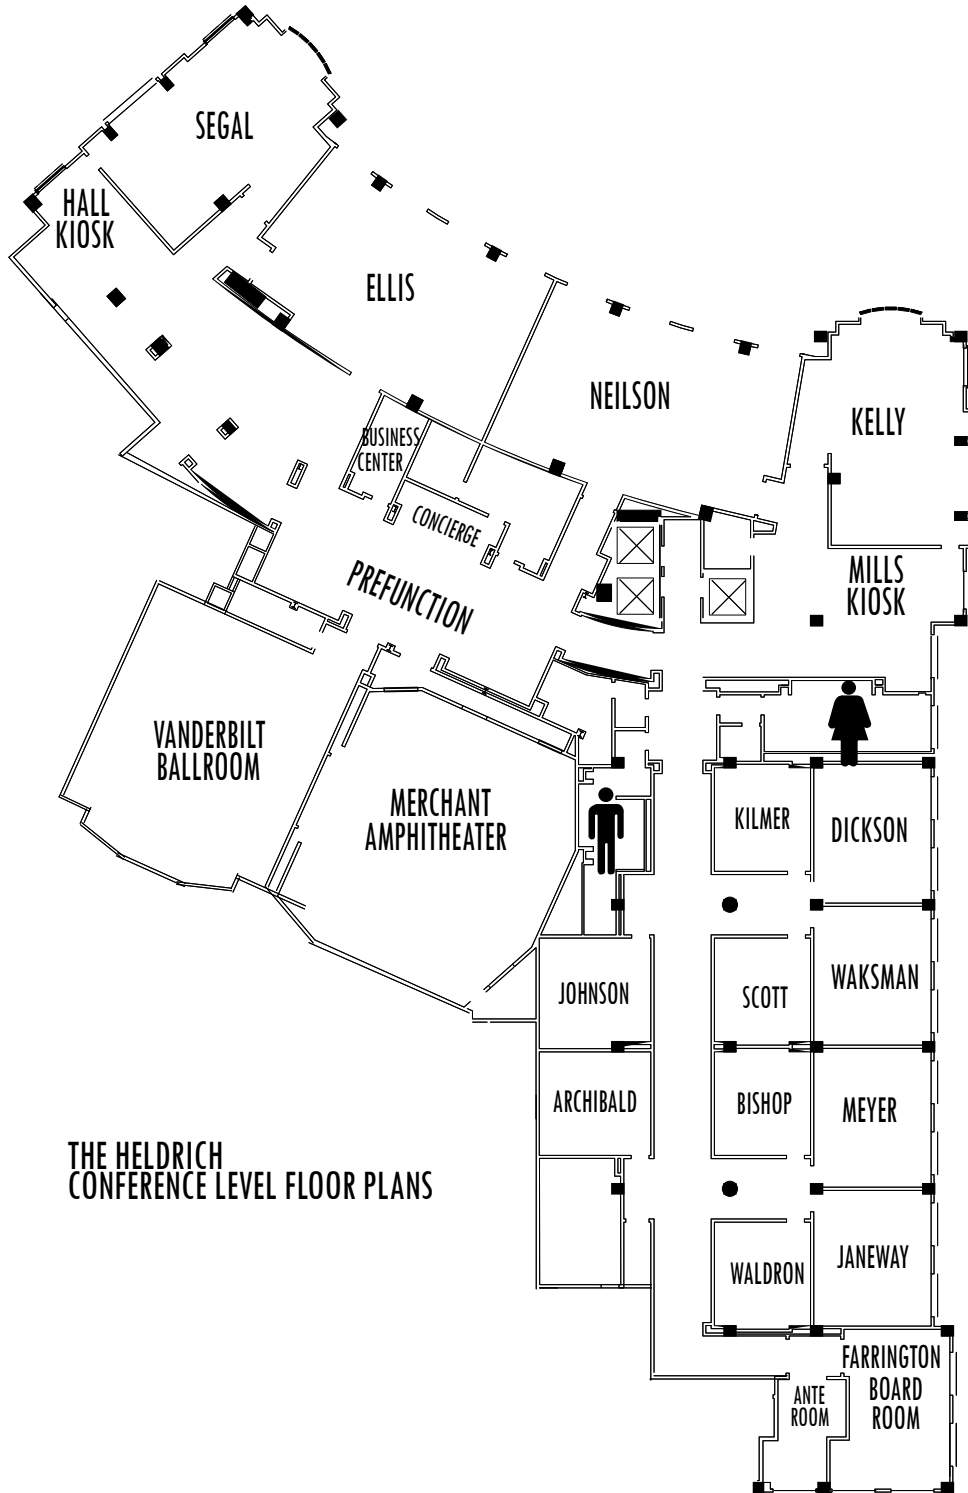 SEGAL
HALL
KIOSK
ELLIS
NEILSON
KELLY
BUSINESS
CENTER
CONCIERGE
PREFUNCTION
MILLS
KIOSK
VANDERBILT
BALLROOM
MERCHANT
AMPHITHEATER
KILMER
DICKSON
JOHNSON
SCOTT
WAKSMAN
ARCHIBALD
BISHOP
MEYER
THE HELDRICH
CONFERENCE LEVEL FLOOR PLANS
WALDRON
JANEWAY
FARRINGTON
BOARD
ROOM
ANTE
ROOM